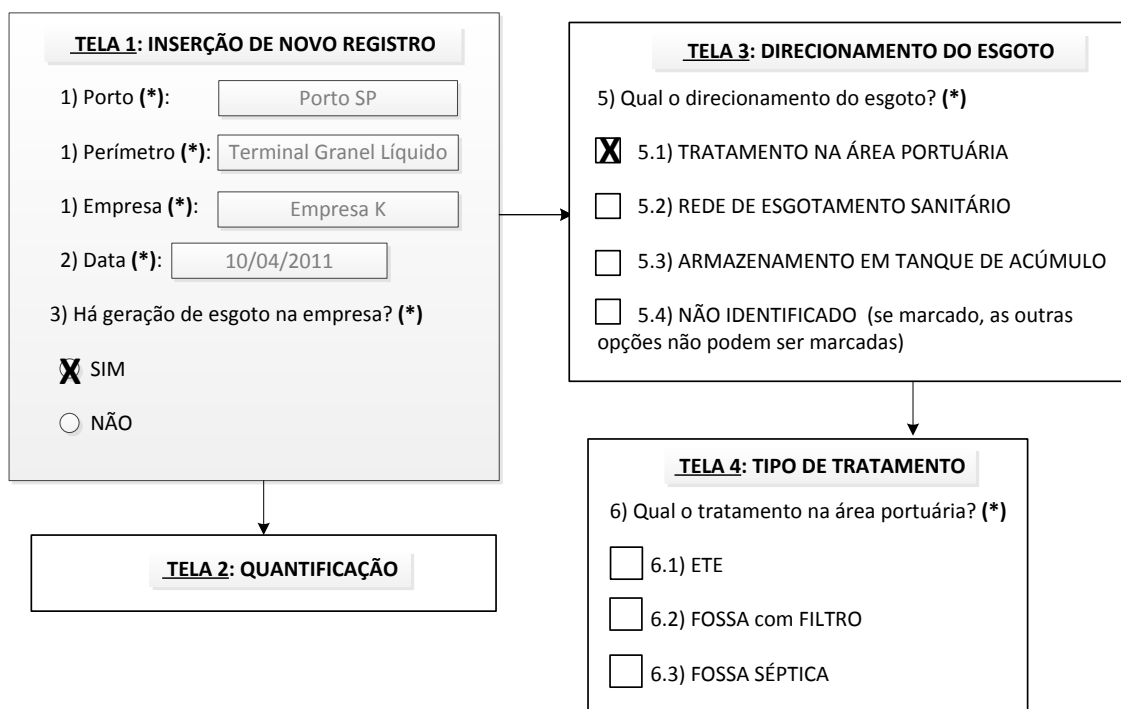 TELA 1: INSERÇÃO DE NOVO REGISTRO
1) Porto (*): Porto SP
1) Perímetro (*): Terminal Granel Líquido
1) Empresa (*): Empresa K
2) Data (*): 10/04/2011
3) Há geração de esgoto na empresa? (*)
X SIM
NÃO
TELA 2: QUANTIFICAÇÃO
TELA 3: DIRECIONAMENTO DO ESGOTO
5) Qual o direcionamento do esgoto? (*)
X 5.1) TRATAMENTO NA ÁREA PORTUÁRIA
5.2) REDE DE ESGOTAMENTO SANITÁRIO
5.3) ARMAZENAMENTO EM TANQUE DE ACÚMULO
5.4) NÃO IDENTIFICADO (se marcado, as outras
opções não podem ser marcadas)
TELA 4: TIPO DE TRATAMENTO
6) Qual o tratamento na área portuária? (*)
6.1) ETE
6.2) FOSSA com FILTRO
6.3) FOSSA SÉPTICA